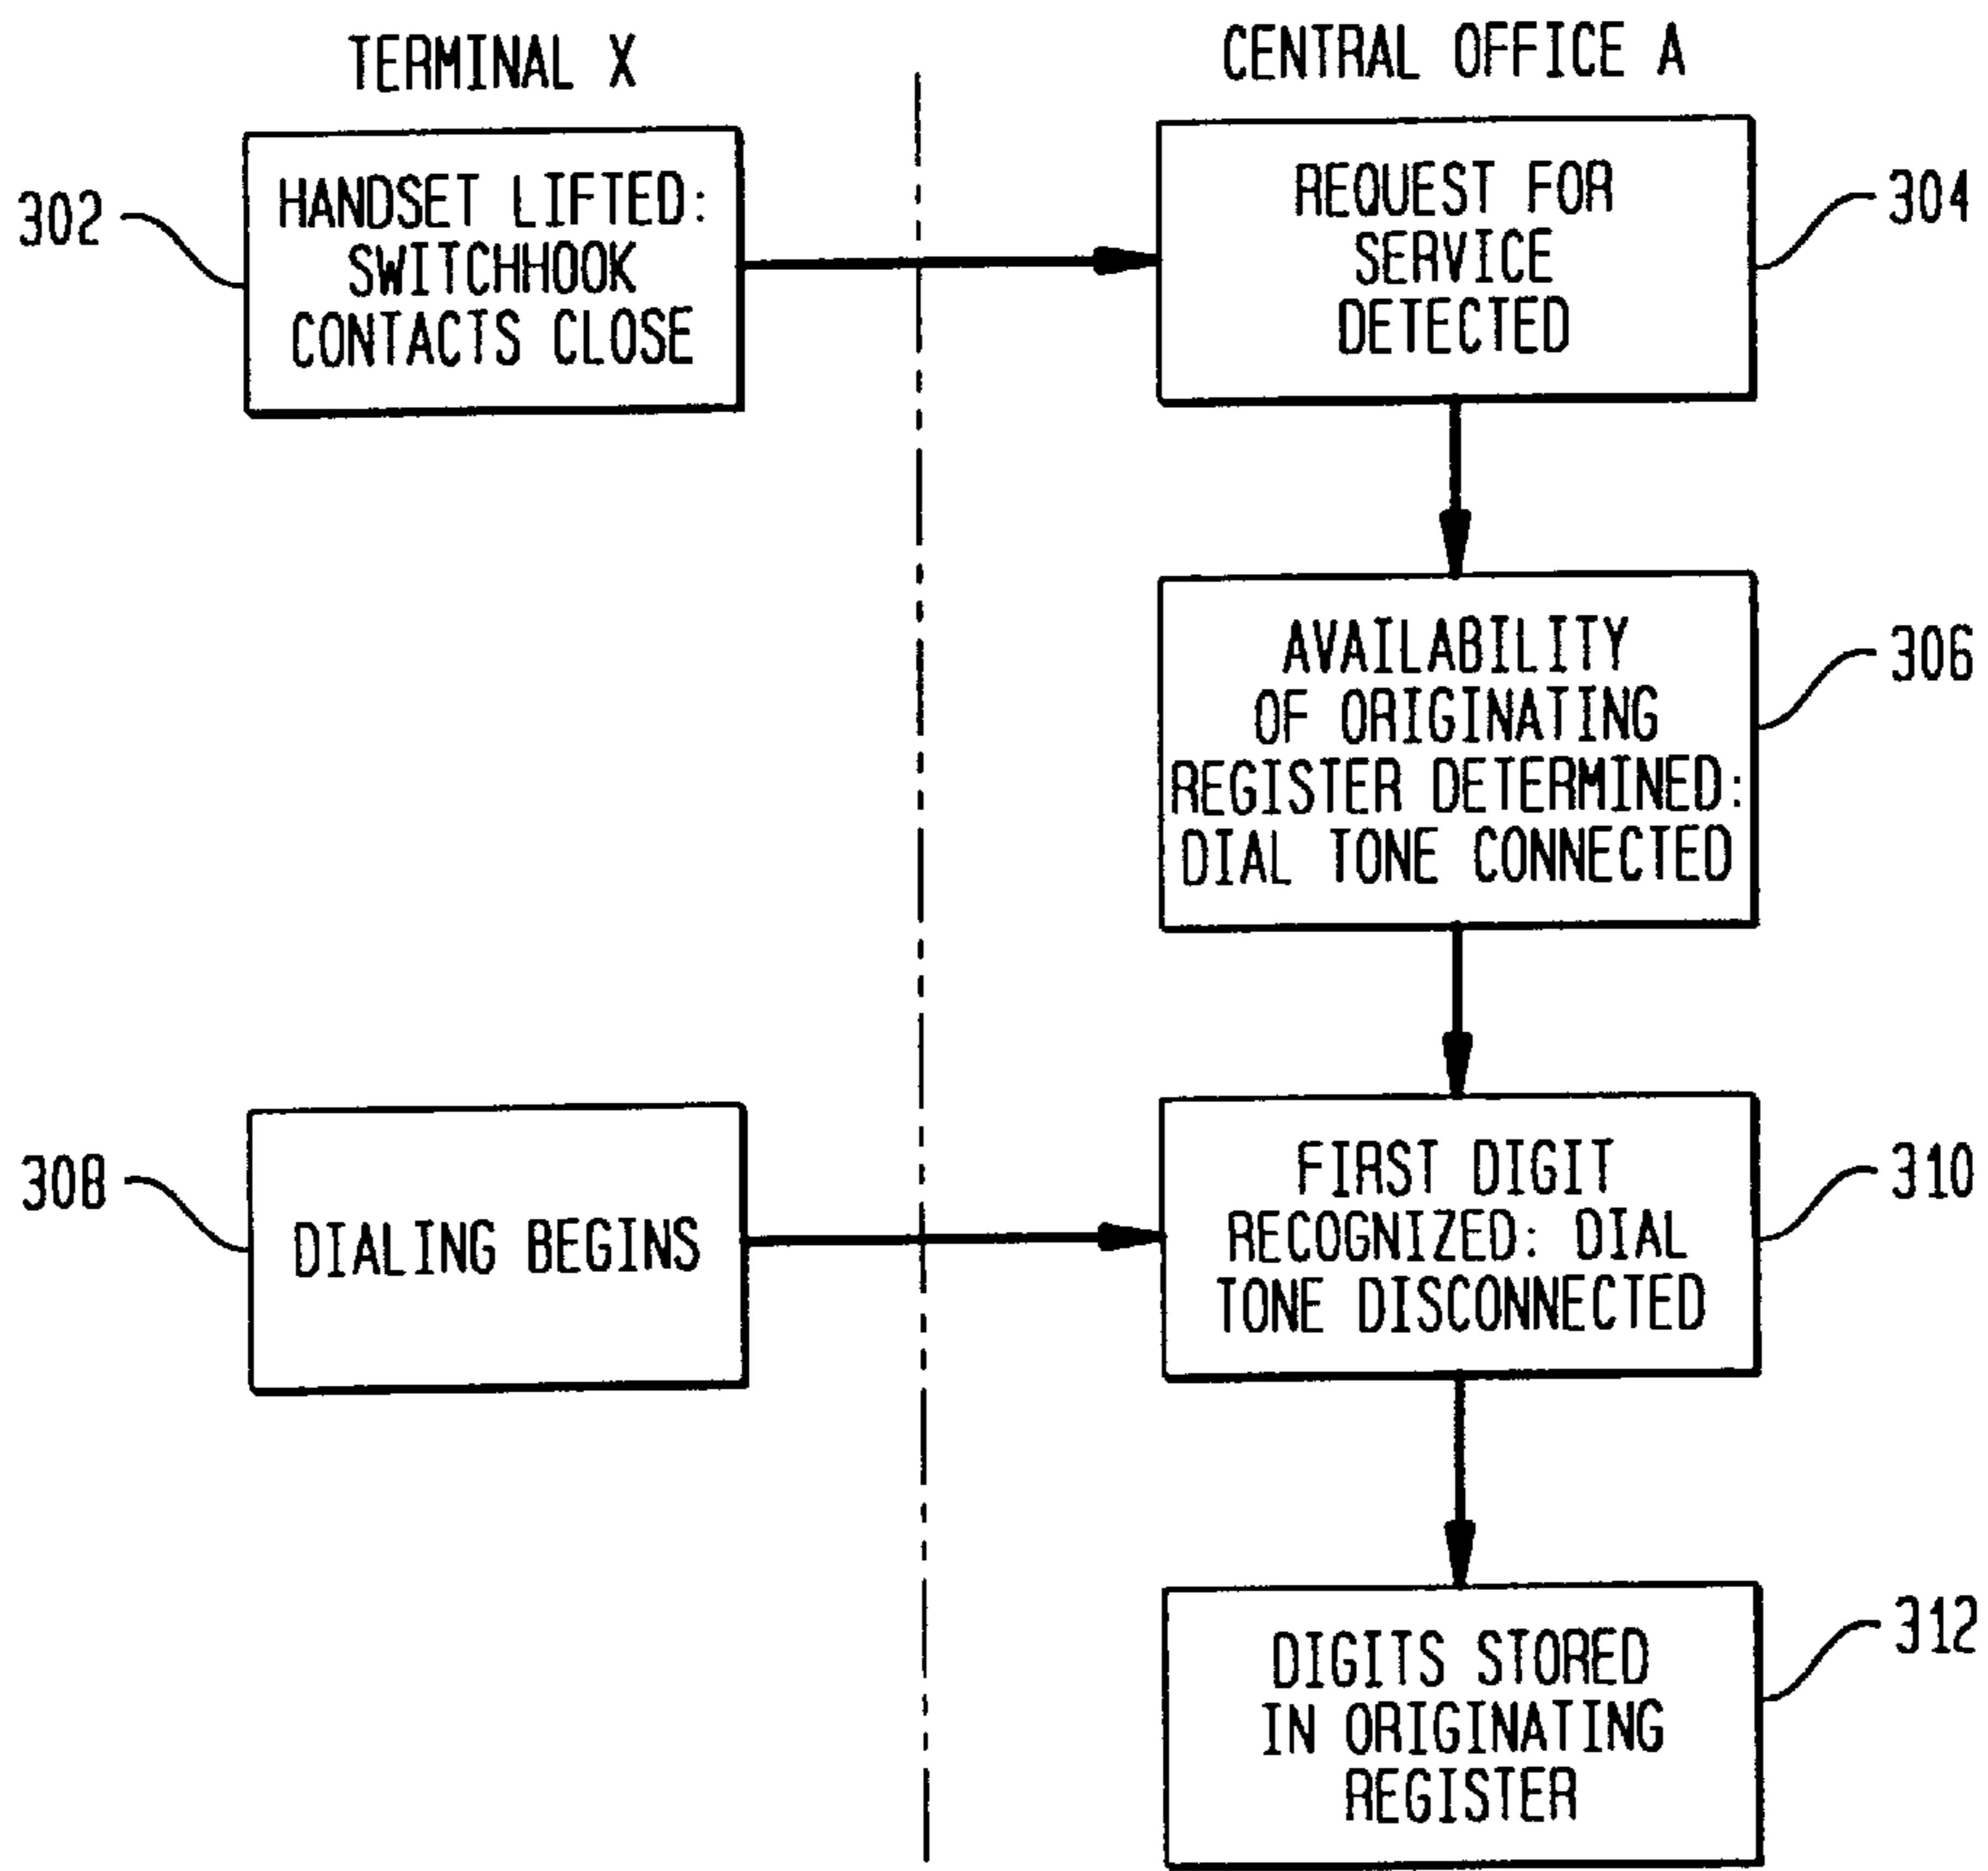 TERMINAL X
CENTRAL OFFICE A
302
HANDSET LIFTED:
SWITCHHOOK
CONTACTS CLOSE
REQUEST FOR
SERVICE
DETECTED
304
AVAILABILITY
OF ORIGINATING
REGISTER DETERMINED:
DIAL TONE CONNECTED
306
308
DIALING BEGINS
FIRST DIGIT
RECOGNIZED: DIAL
TONE DISCONNECTED
310
DIGITS STORED
IN ORIGINATING
REGISTER
312